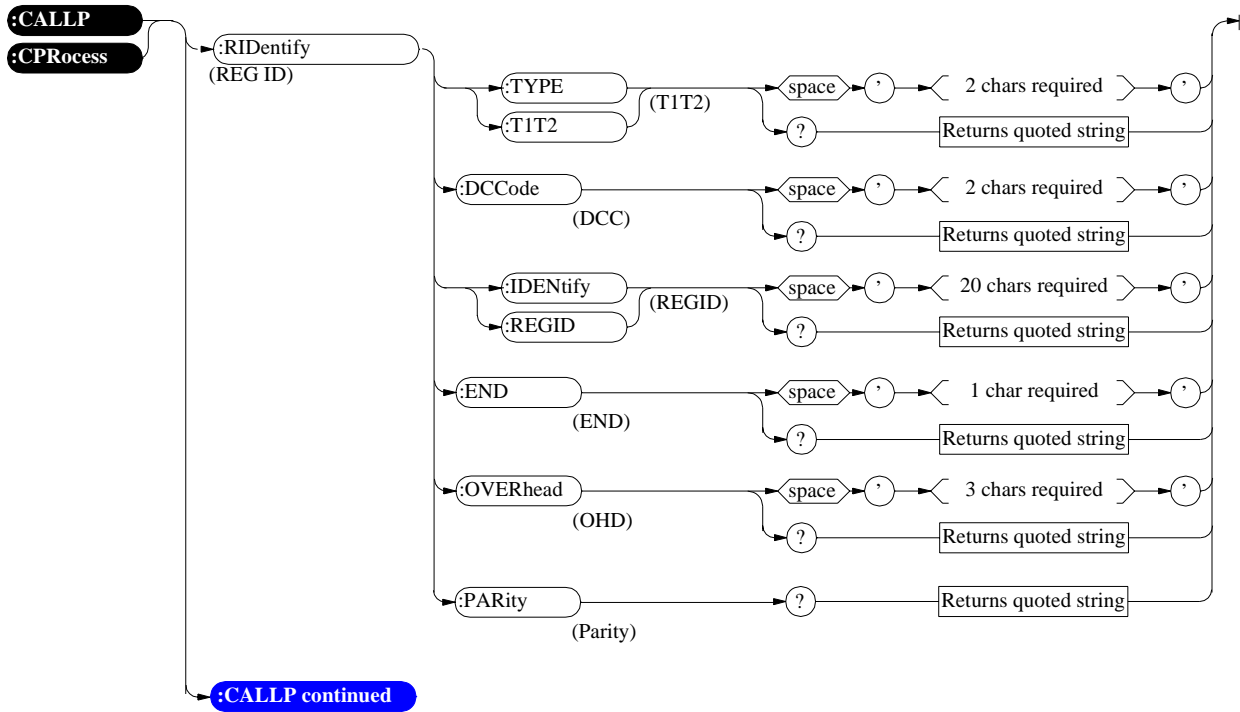 :CALLP
:CPRocess
:RIDentify
(REG ID)
:TYPE
:T1T2
(T1T2)
space ’ 2 chars required ’
? Returns quoted string
:DCCode
(DCC)
space ’ 2 chars required ’
? Returns quoted string
:IDENtify
:REGID
(REGID)
space ’ 20 chars required ’
? Returns quoted string
:END
(END)
space ’ 1 char required ’
? Returns quoted string
:OVERhead
(OHD)
space ’ 3 chars required ’
? Returns quoted string
:PARity
(Parity)
? Returns quoted string
:CALLP continued